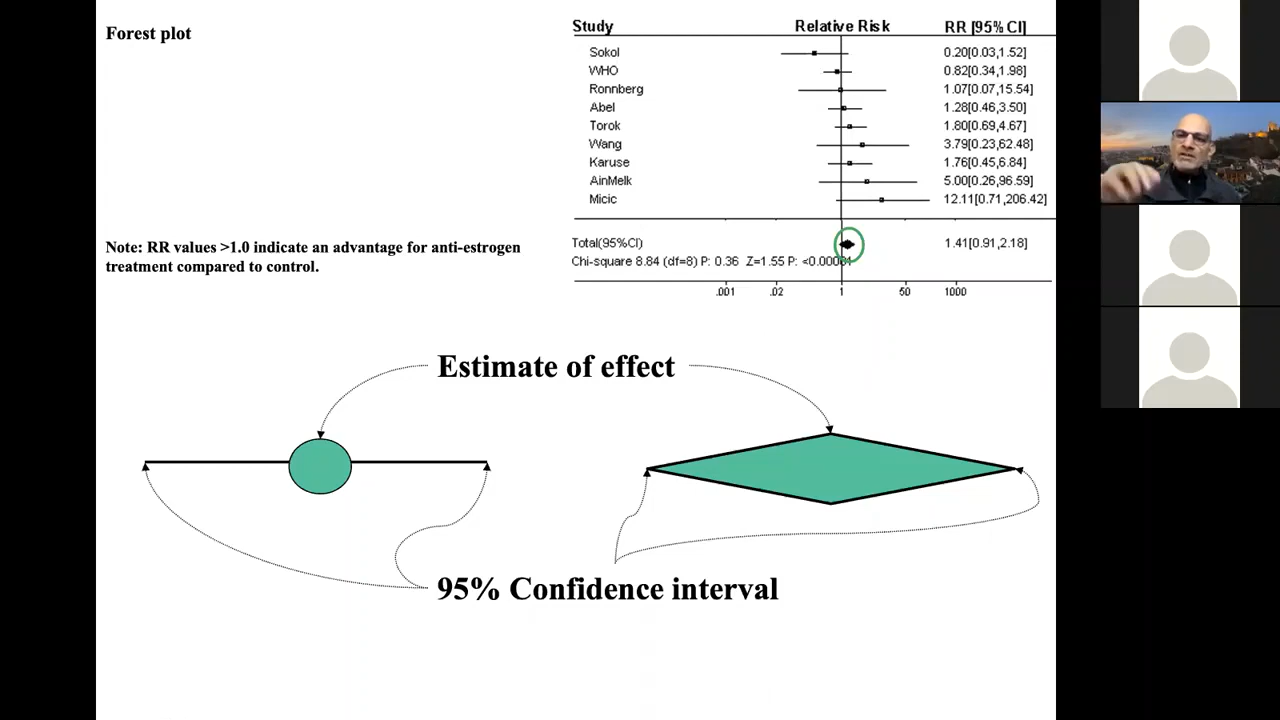 Forest plot
Study Relative Risk RR [95% CI]
Sokol 0.20[0.03,1.52]
WHO 0.82[0.34,1.98]
Ronnberg 1.07[0.07,15.54]
Abel 1.28[0.46,3.50]
Torok 1.80[0.69,4.67]
Wang 3.79[0.23,62.48]
Karuse 1.76[0.45,6.84]
AinMelk 5.00[0.26,96.59]
Micic 12.11[0.71,206.42]
Total(95%CI) 1.41[0.91,2.18]
Chi-square 8.84 (df=8) P: 0.36 Z=1.55 P:
.001 .02 1 50 1000
Note: RR values >1.0 indicate an advantage for anti-estrogen
treatment compared to control.
Estimate of effect
95% Confidence interval